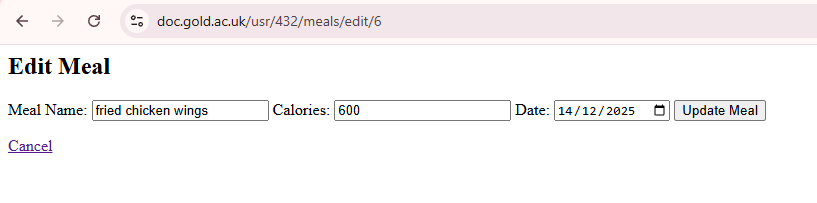 doc.gold.ac.uk/usr/432/meals/edit/6
Edit Meal
Meal Name: fried chicken wings Calories: 600 Date: 14/12/2025 Update Meal
Cancel